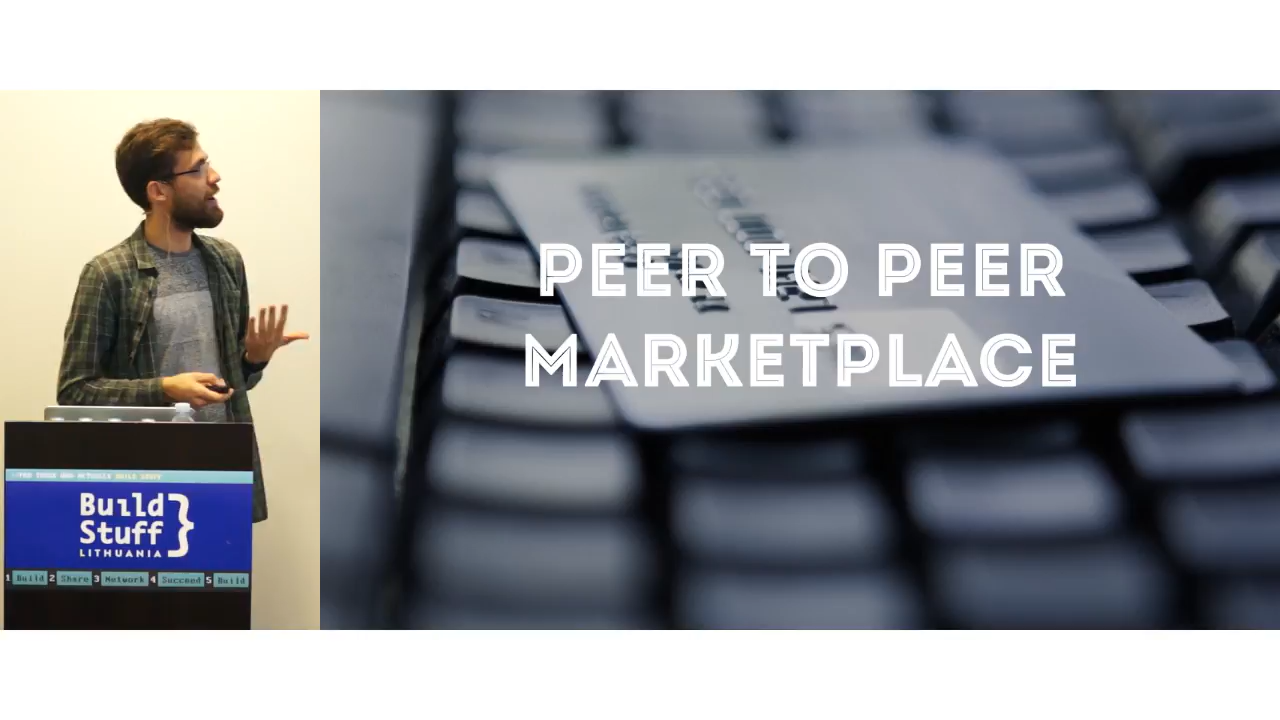 PEER TO PEER
MARKETPLACE
Build
Stuff
LITHUANIA
1 Build 2 Share 3 Network 4 Succeed 5 Build